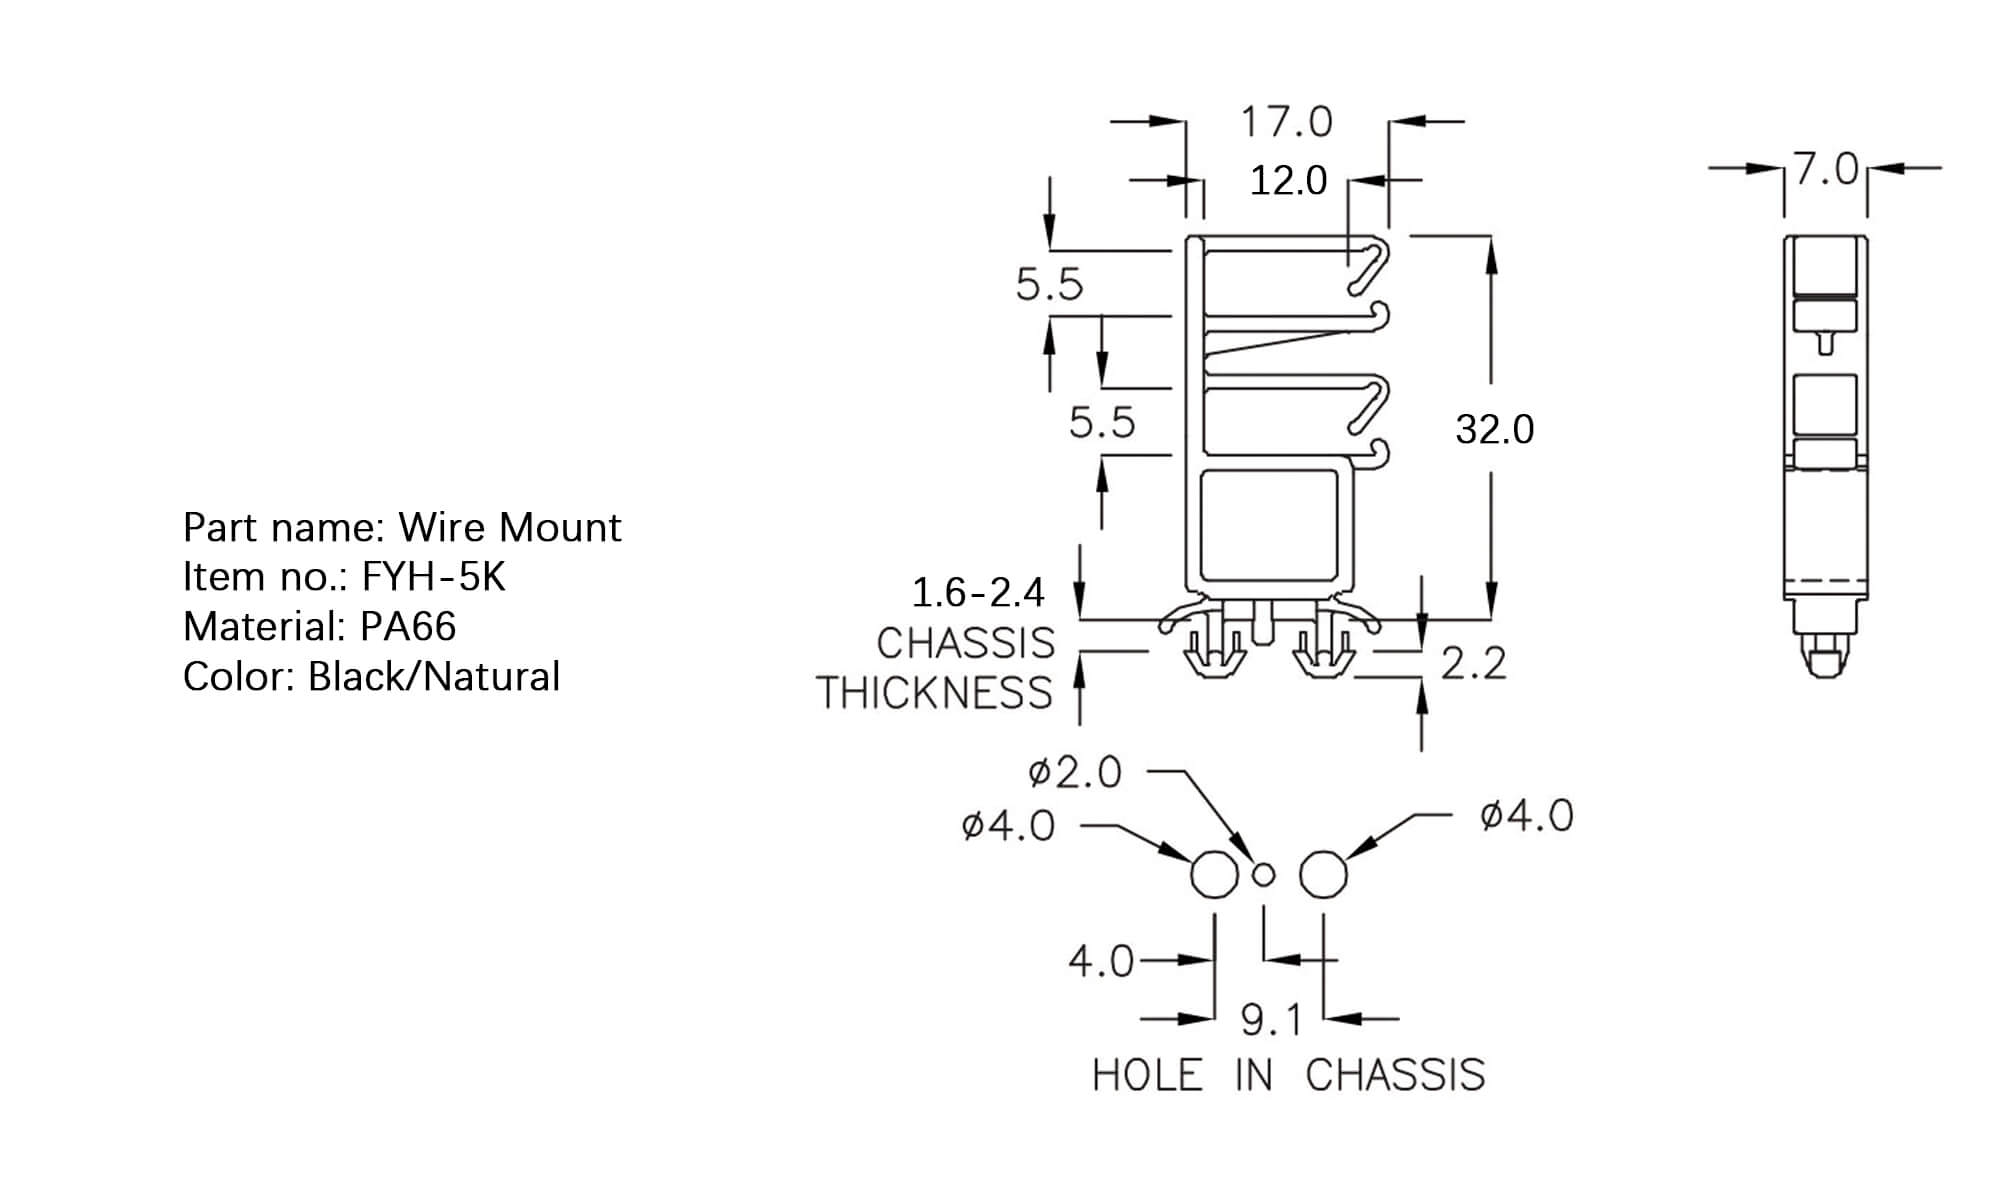 Part name: Wire Mount
Item no.: FYH-5K
Material: PA66
Color: Black/Natural
17.0
12.0
7.0
5.5
5.5
32.0
1.6-2.4
CHASSIS
THICKNESS
2.2
ø2.0
ø4.0
ø4.0
4.0
9.1
HOLE IN CHASSIS